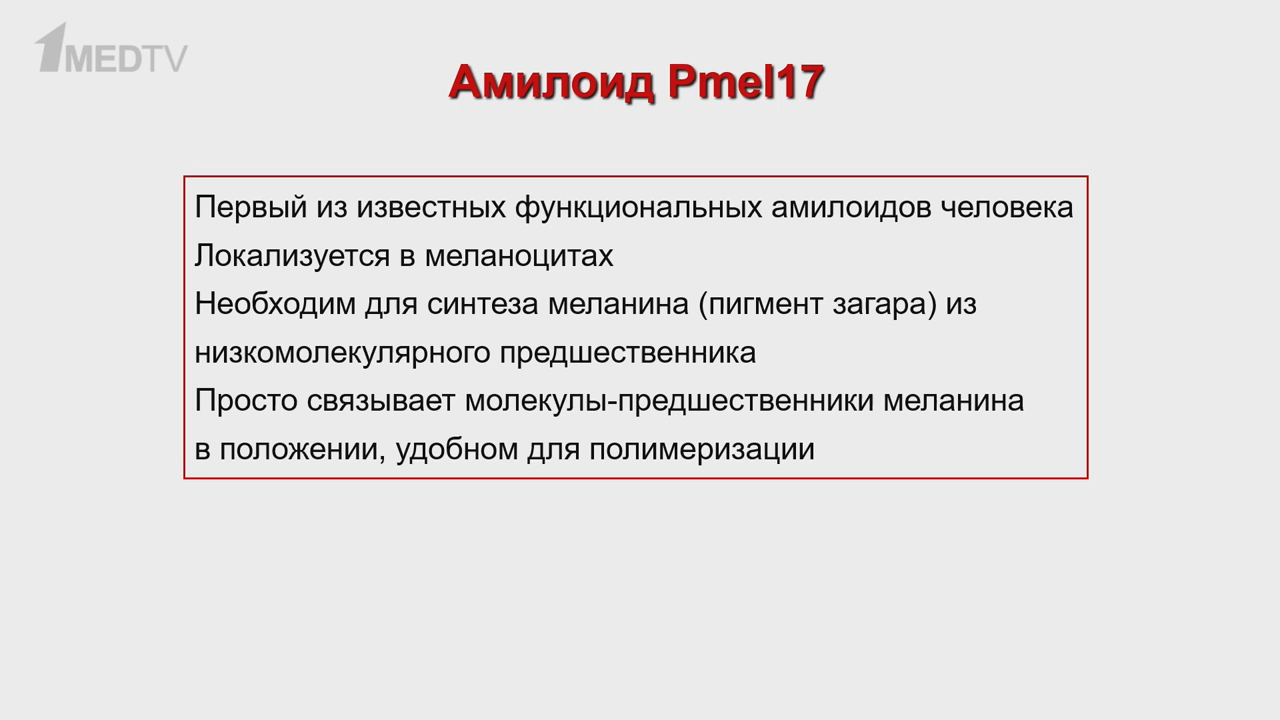 1MEDTV
Амилоид Pmel17
Первый из известных функциональных амилоидов человека
Локализуется в меланоцитах
Необходим для синтеза меланина (пигмент загара) из
низкомолекулярного предшественника
Просто связывает молекулы-предшественники меланина
в положении, удобном для полимеризации